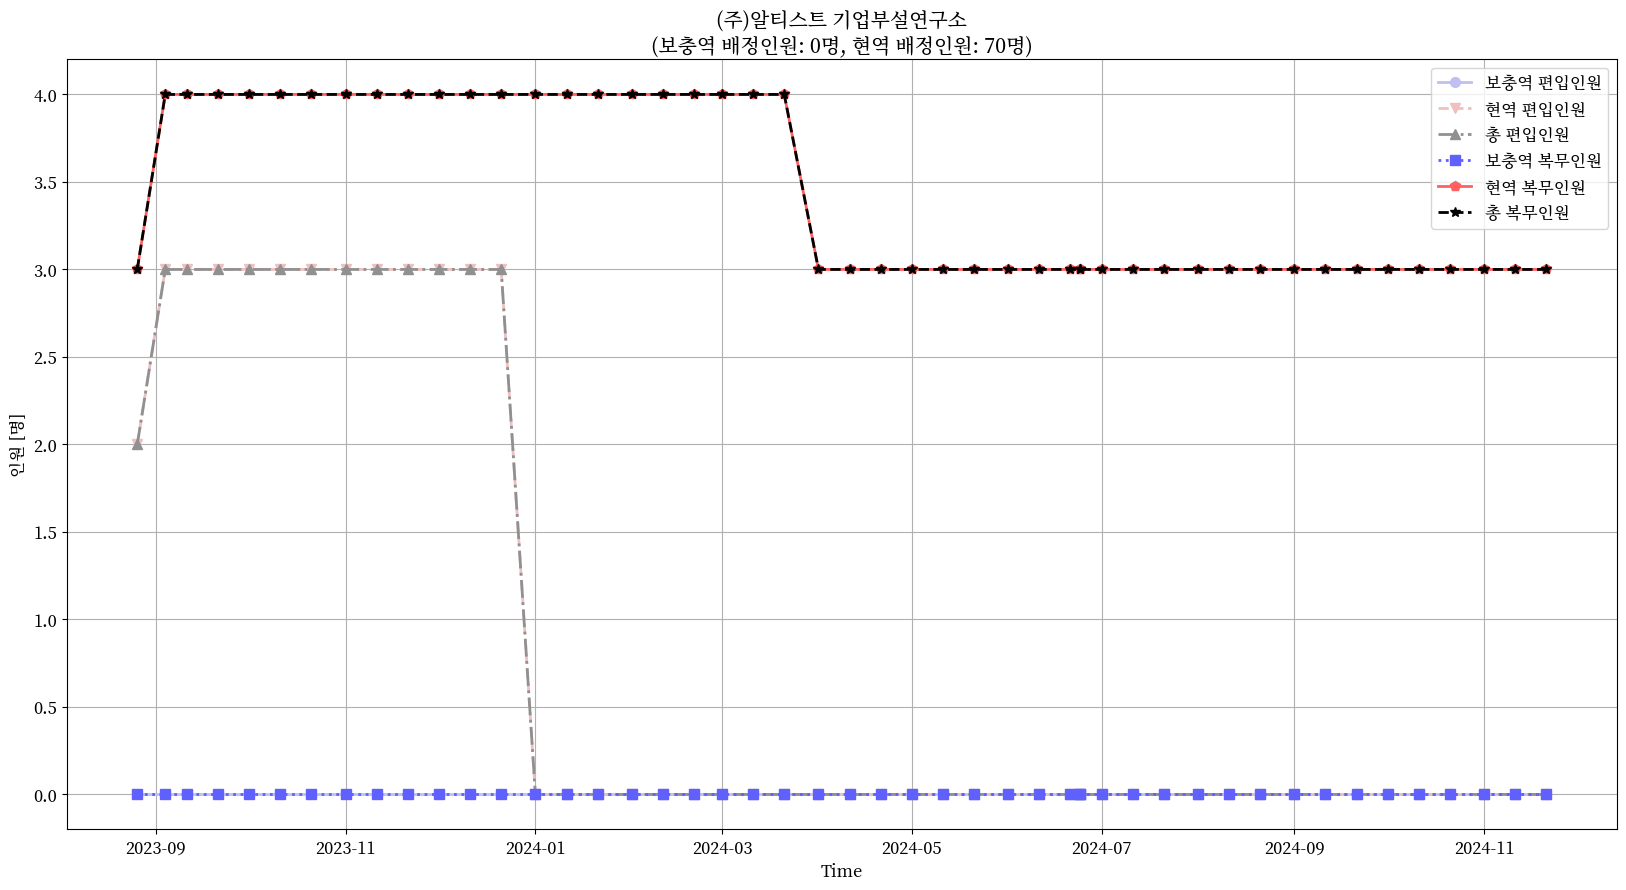 (주)알티스트 기업부설연구소
(보충역 배정인원: 0명, 현역 배정인원: 70명)
보충역 편입인원
현역 편입인원
총 편입인원
보충역 복무인원
현역 복무인원
총 복무인원
인원 [명]
4.0
3.5
3.0
2.5
2.0
1.5
1.0
0.5
0.0
2023-09 2023-11 2024-01 2024-03 2024-05 2024-07 2024-09 2024-11
Time